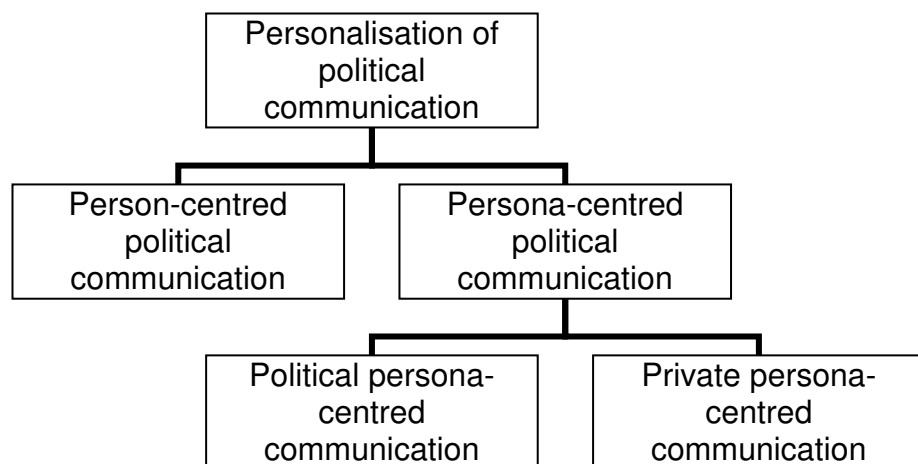 Personalisation of
political
communication
Person-centred
political
communication
Persona-centred
political
communication
Political persona-
centred
communication
Private persona-
centred
communication